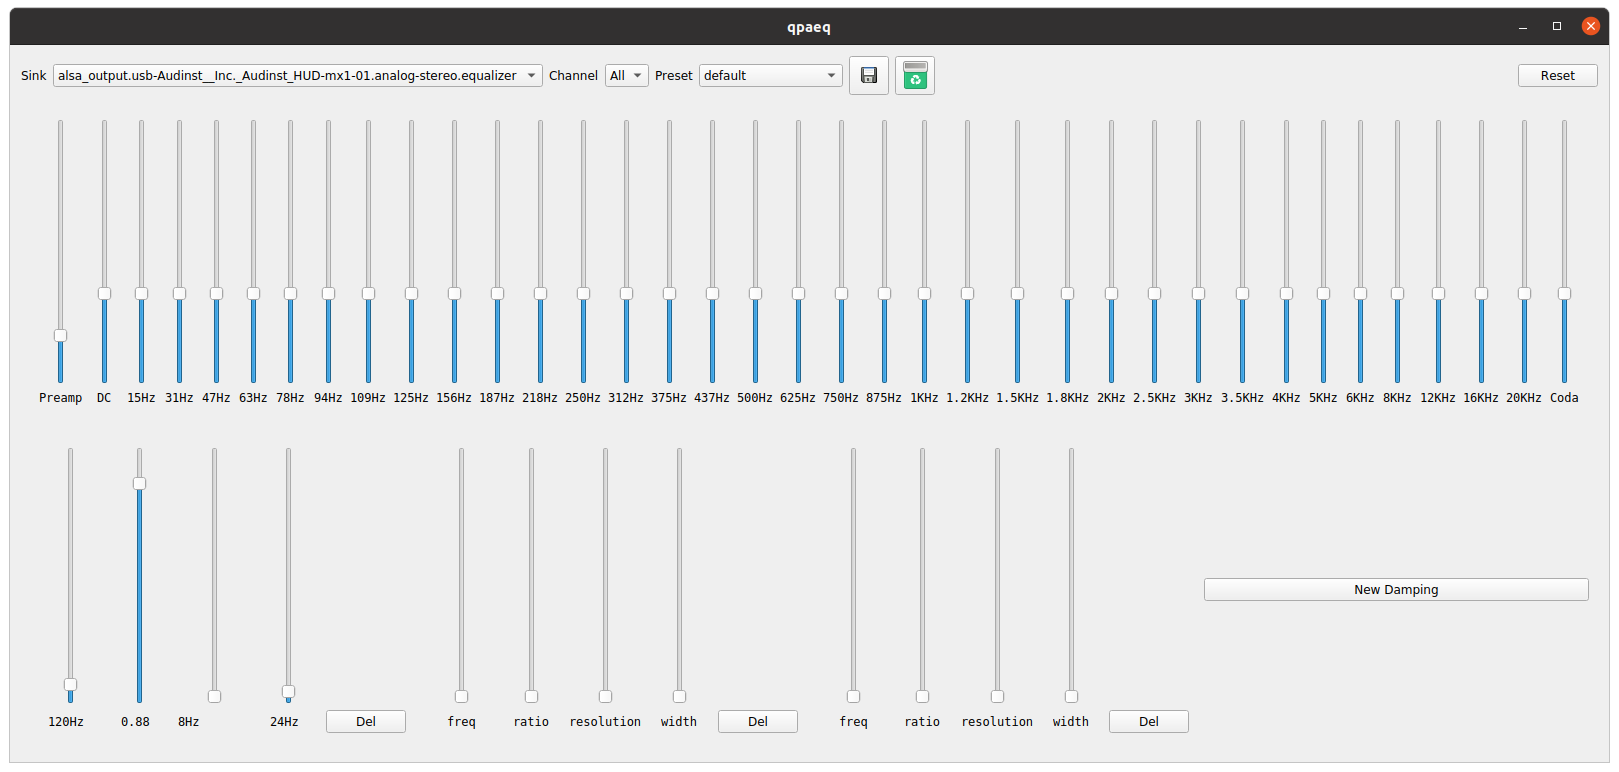 qpaeq
Sink alsa_output.usb-Audinst__Inc._Audinst_HUD-mx1-01.analog-stereo.equalizer Channel All Preset default Reset
Preamp DC 15Hz 31Hz 47Hz 63Hz 78Hz 94Hz 109Hz 125Hz 156Hz 187Hz 218Hz 250Hz 312Hz 375Hz 437Hz 500Hz 625Hz 750Hz 875Hz 1KHz 1.2KHz 1.5KHz 1.8KHz 2KHz 2.5KHz 3KHz 3.5KHz 4KHz 5KHz 6KHz 8KHz 12KHz 16KHz 20KHz Coda
New Damping
120Hz 0.88 8Hz 24Hz Del freq ratio resolution width Del freq ratio resolution width Del